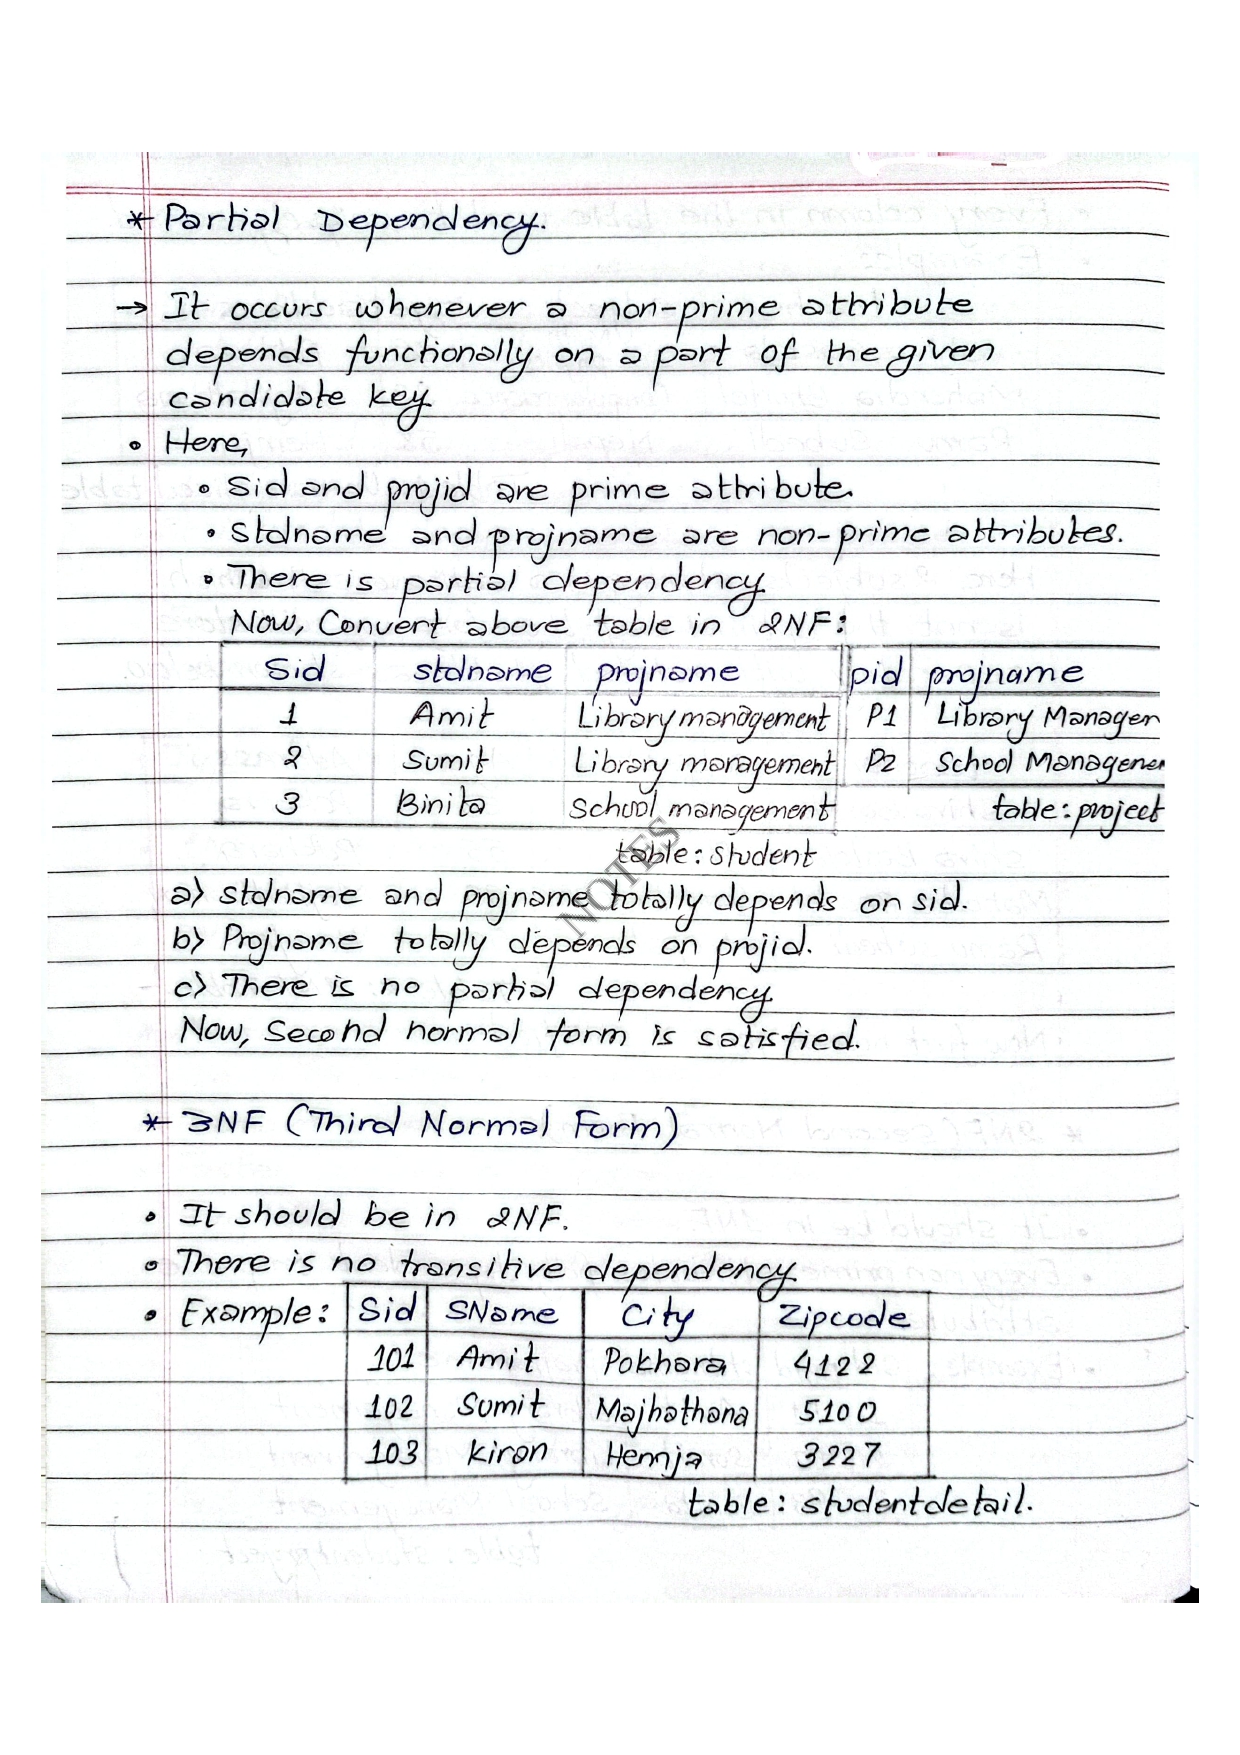 * Partial Dependency.
→ It occurs whenever a non-prime attribute
depends functionally on a part of the given
candidate key
• Here,
• Sid and projid are prime attribute.
• stdname and projname are non-prime attributes.
• There is partial dependency
Now, Convert above table in 2NF:
Sid stdname projname pid projname
1 Amit Library management P1 Library Manager
2 Sumit Library management P2 School Managemen
3 Binita School management table: project
table: student
NOTES
a) stdname and projname totally depends on sid.
b) Projname totally depends on projid.
c) There is no partial dependency
Now, Second normal form is satisfied.
* 3NF (Third Normal Form)
• It should be in 2NF.
• There is no transitive dependency
• Example: Sid SName City Zipcode
101 Amit Pokhara 4122
102 Sumit Majhathana 5100
103 kiran Hemja 3227
table: studentdetail.